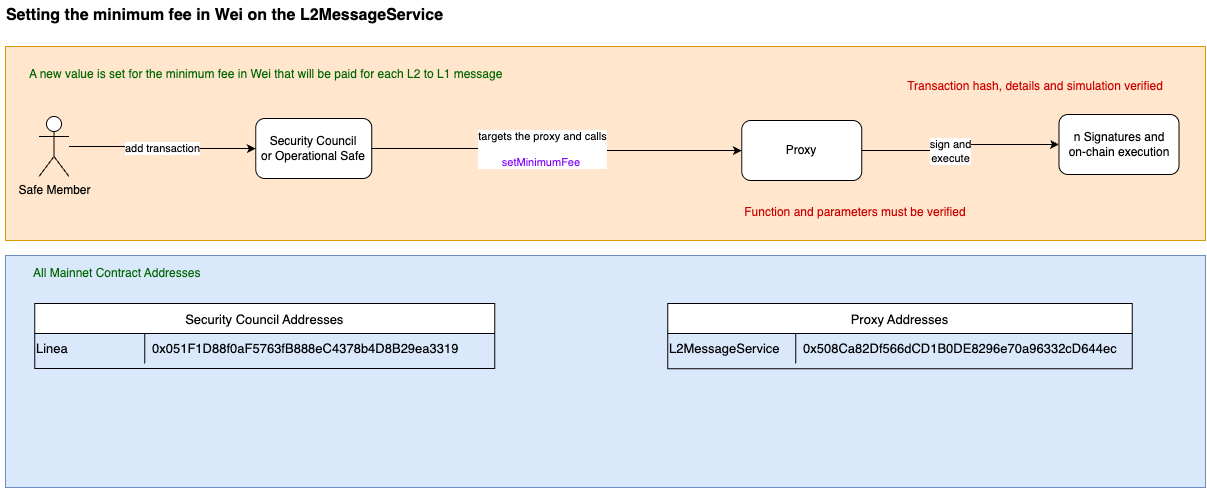 Setting the minimum fee in Wei on the L2MessageService
A new value is set for the minimum fee in Wei that will be paid for each L2 to L1 message
Transaction hash, details and simulation verified
Safe Member
add transaction
Security Council
or Operational Safe
targets the proxy and calls
setMinimumFee
Proxy
sign and
execute
n Signatures and
on-chain execution
Function and parameters must be verified
All Mainnet Contract Addresses
Security Council Addresses
Linea 0x051F1D88f0aF5763fB888eC4378b4D8B29ea3319
Proxy Addresses
L2MessageService 0x508Ca82Df566dCD1B0DE8296e70a96332cD644ec